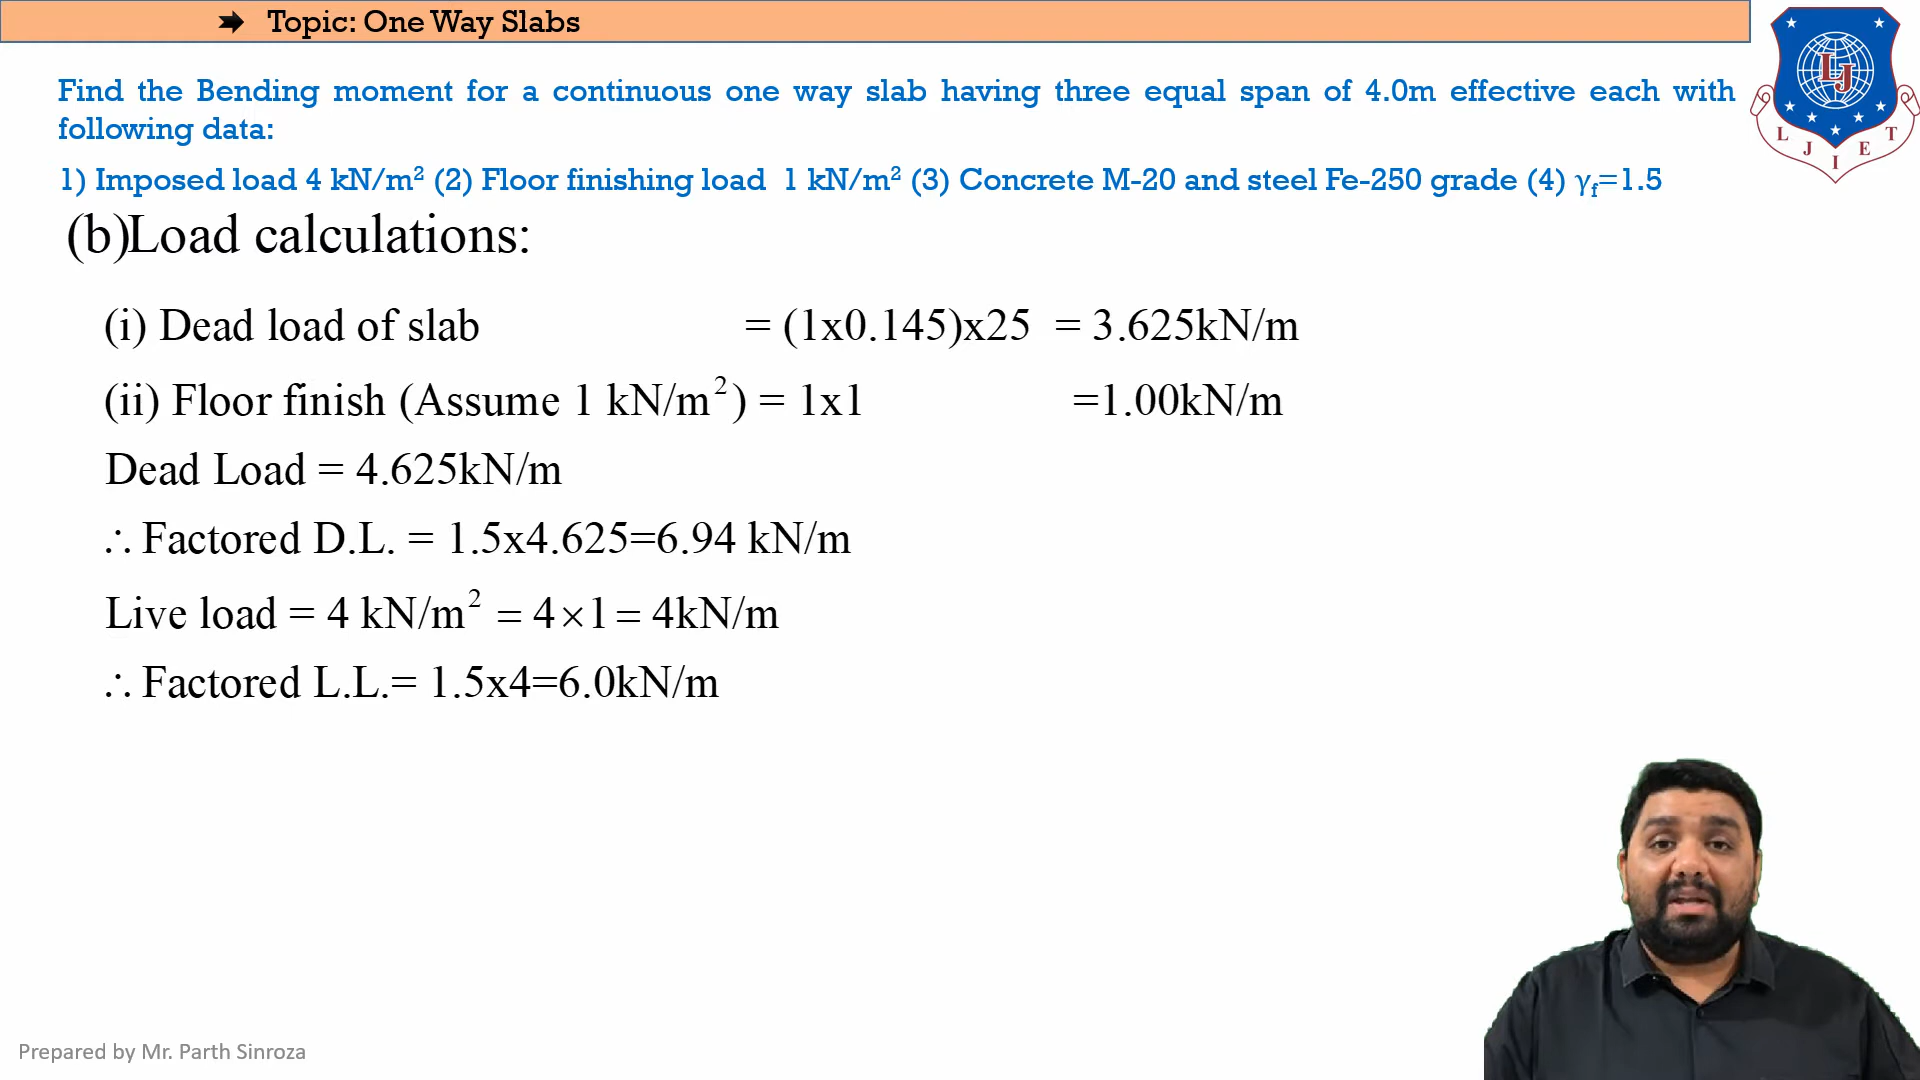 Topic: One Way Slabs
Find the Bending moment for a continuous one way slab having three equal span of 4.0m effective each with
following data:
1) Imposed load 4 kN/m² (2) Floor finishing load 1 kN/m² (3) Concrete M-20 and steel Fe-250 grade (4) γf=1.5
LJ
L J I E T
(b)Load calculations:
(i) Dead load of slab = (1x0.145)x25 = 3.625kN/m
(ii) Floor finish (Assume 1 kN/m²) = 1x1 =1.00kN/m
Dead Load = 4.625kN/m
∴ Factored D.L. = 1.5x4.625=6.94 kN/m
Live load = 4 kN/m² = 4×1 = 4kN/m
∴ Factored L.L.= 1.5x4=6.0kN/m
Prepared by Mr. Parth Sinroza